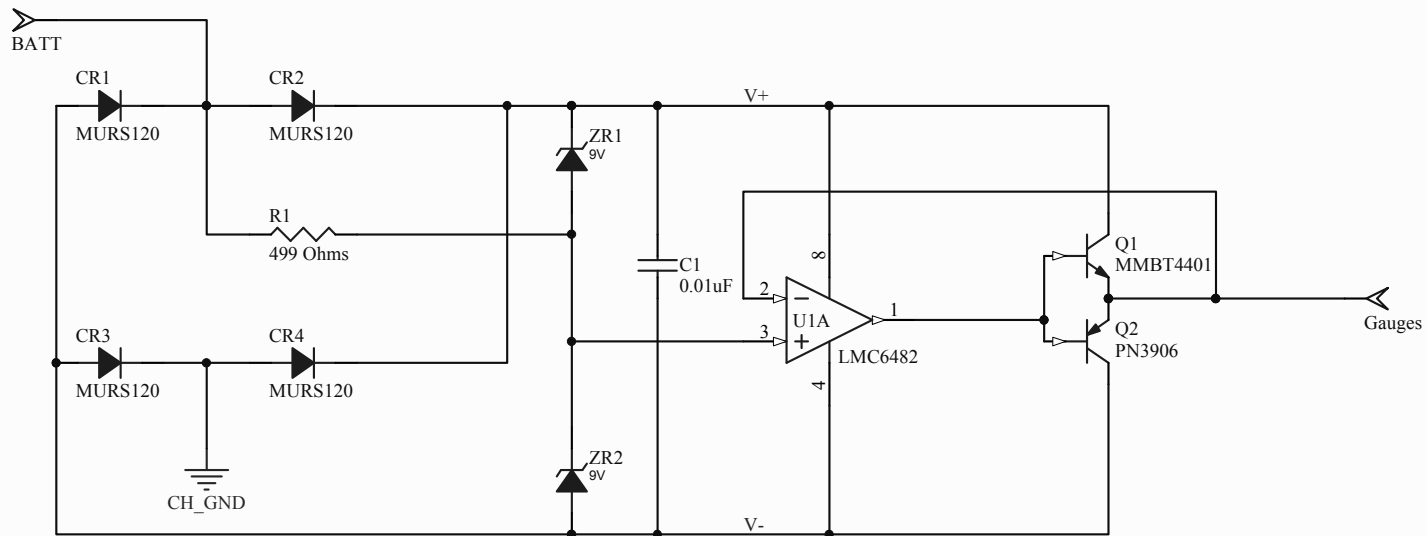 BATT
CR1
MURS120
CR2
MURS120
V+
ZR1
9V
R1
499 Ohms
C1
0.01uF
8
2
3
U1A
1
4
LMC6482
Q1
MMBT4401
Q2
PN3906
Gauges
CR3
MURS120
CR4
MURS120
CH_GND
ZR2
9V
V-